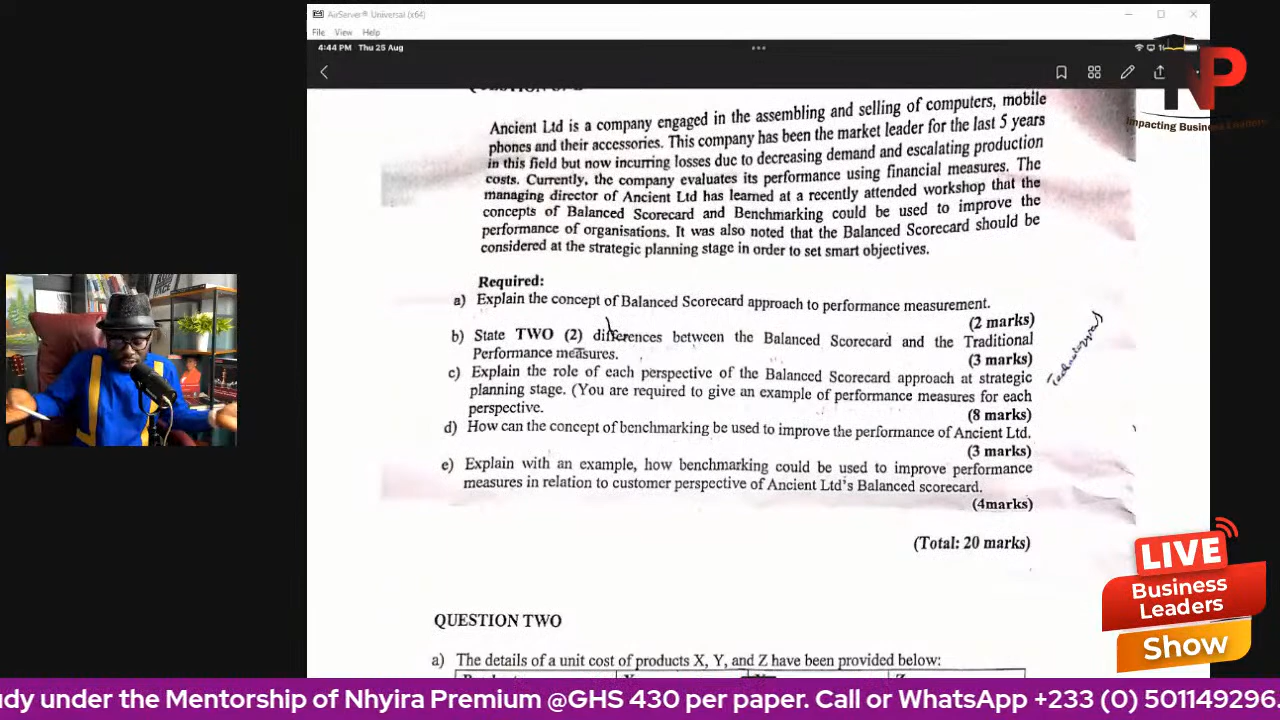 AirServer® Universal (x64)
File View Help
4:44 PM Thu 25 Aug
NP
Impacting Business Leaders
Ancient Ltd is a company engaged in the assembling and selling of computers, mobile
phones and their accessories. This company has been the market leader for the last 5 years
in this field but now incurring losses due to decreasing demand and escalating production
costs. Currently, the company evaluates its performance using financial measures. The
managing director of Ancient Ltd has learned at a recently attended workshop that the
concepts of Balanced Scorecard and Benchmarking could be used to improve the
performance of organisations. It was also noted that the Balanced Scorecard should be
considered at the strategic planning stage in order to set smart objectives.
Required:
a) Explain the concept of Balanced Scorecard approach to performance measurement.
(2 marks)
b) State TWO (2) differences between the Balanced Scorecard and the Traditional
Performance measures.
(3 marks)
c) Explain the role of each perspective of the Balanced Scorecard approach at strategic
planning stage. (You are required to give an example of performance measures for each
perspective.
(8 marks)
d) How can the concept of benchmarking be used to improve the performance of Ancient Ltd.
(3 marks)
e) Explain with an example, how benchmarking could be used to improve performance
measures in relation to customer perspective of Ancient Ltd's Balanced scorecard.
(4marks)
(Total: 20 marks)
QUESTION TWO
a) The details of a unit cost of products X, Y, and Z have been provided below:
LIVE
Business
Leaders
Show
udy under the Mentorship of Nhyira Premium @GHS 430 per paper. Call or WhatsApp +233 (0) 501149296.